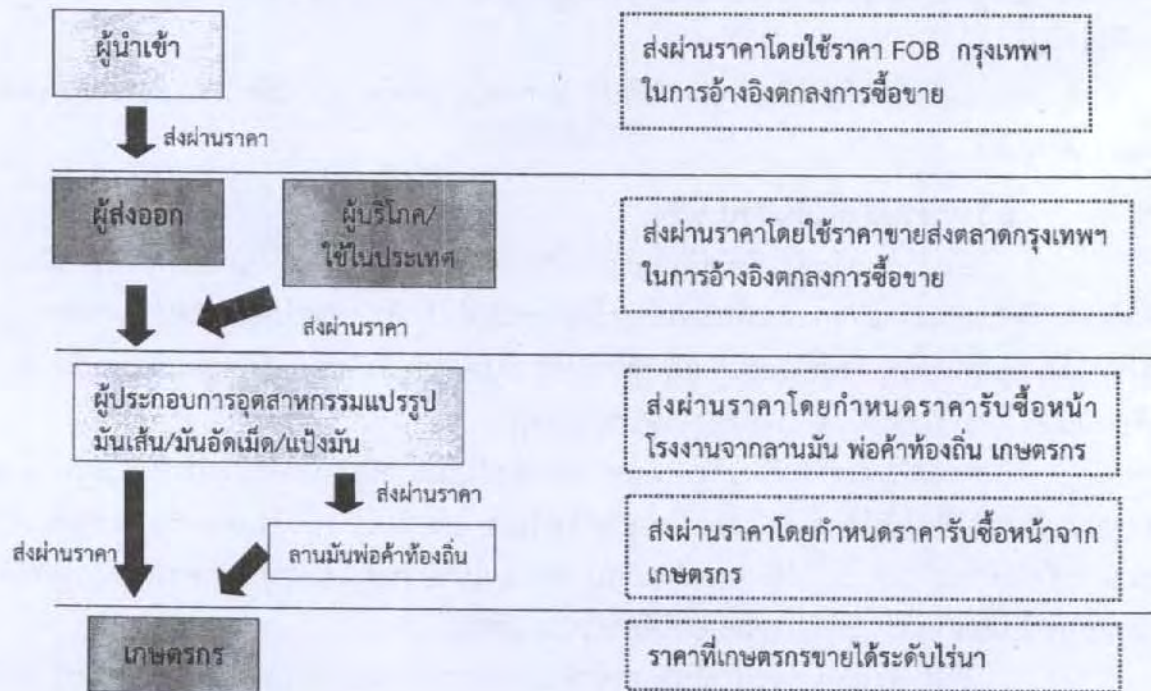 ผู้นำเข้า
ส่งผ่านราคาโดยใช้ราคา FOB กรุงเทพฯ
ในการอ้างอิงตกลงการซื้อขาย
ส่งผ่านราคา
ผู้ส่งออก
ผู้บริโภค/
ใช้ในประเทศ
ส่งผ่านราคาโดยใช้ราคาขายส่งตลาดกรุงเทพฯ
ในการอ้างอิงตกลงการซื้อขาย
ส่งผ่านราคา
ผู้ประกอบการอุตสาหกรรมแปรรูป
มันเส้น/มันอัดเม็ด/แป้งมัน
ส่งผ่านราคาโดยกำหนดราคารับซื้อหน้า
โรงงานจากลานมัน พ่อค้าท้องถิ่น เกษตรกร
ส่งผ่านราคา
ส่งผ่านราคา
ลานมันพ่อค้าท้องถิ่น
ส่งผ่านราคาโดยกำหนดราคารับซื้อหน้าจาก
เกษตรกร
เกษตรกร
ราคาที่เกษตรกรขายได้ระดับไร่นา